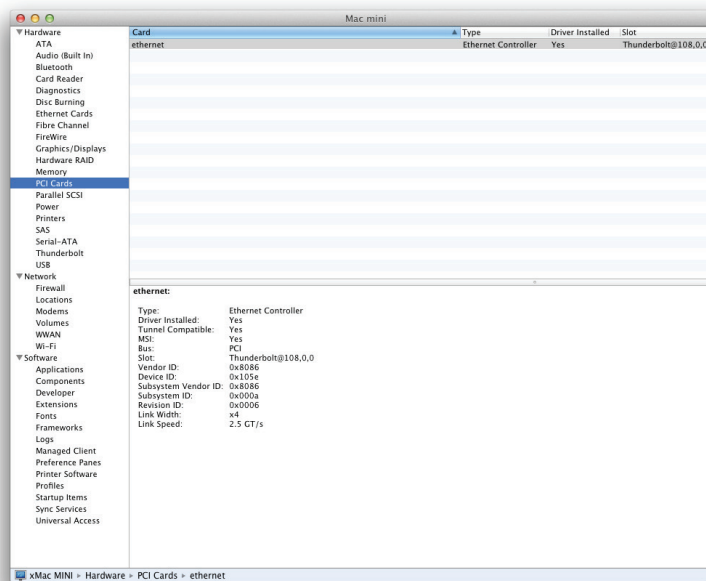 Mac mini
Hardware
ATA
Audio (Built In)
Bluetooth
Card Reader
Diagnostics
Disc Burning
Ethernet Cards
Fibre Channel
FireWire
Graphics/Displays
Hardware RAID
Memory
PCI Cards
Parallel SCSI
Power
Printers
SAS
Serial-ATA
Thunderbolt
USB
Network
Firewall
Locations
Modems
Volumes
WWAN
Wi-Fi
Software
Applications
Components
Developer
Extensions
Fonts
Frameworks
Logs
Managed Client
Preference Panes
Printer Software
Profiles
Startup Items
Sync Services
Universal Access
Card Type Driver Installed Slot
ethernet Ethernet Controller Yes Thunderbolt@108,0,0
ethernet:
Type: Ethernet Controller
Driver Installed: Yes
Tunnel Compatible: Yes
MSI: Yes
Bus: PCI
Slot: Thunderbolt@108,0,0
Vendor ID: 0x8086
Device ID: 0x105e
Subsystem Vendor ID: 0x8086
Subsystem ID: 0x000a
Revision ID: 0x0006
Link Width: x4
Link Speed: 2.5 GT/s
xMac MINI ▸ Hardware ▸ PCI Cards ▸ ethernet